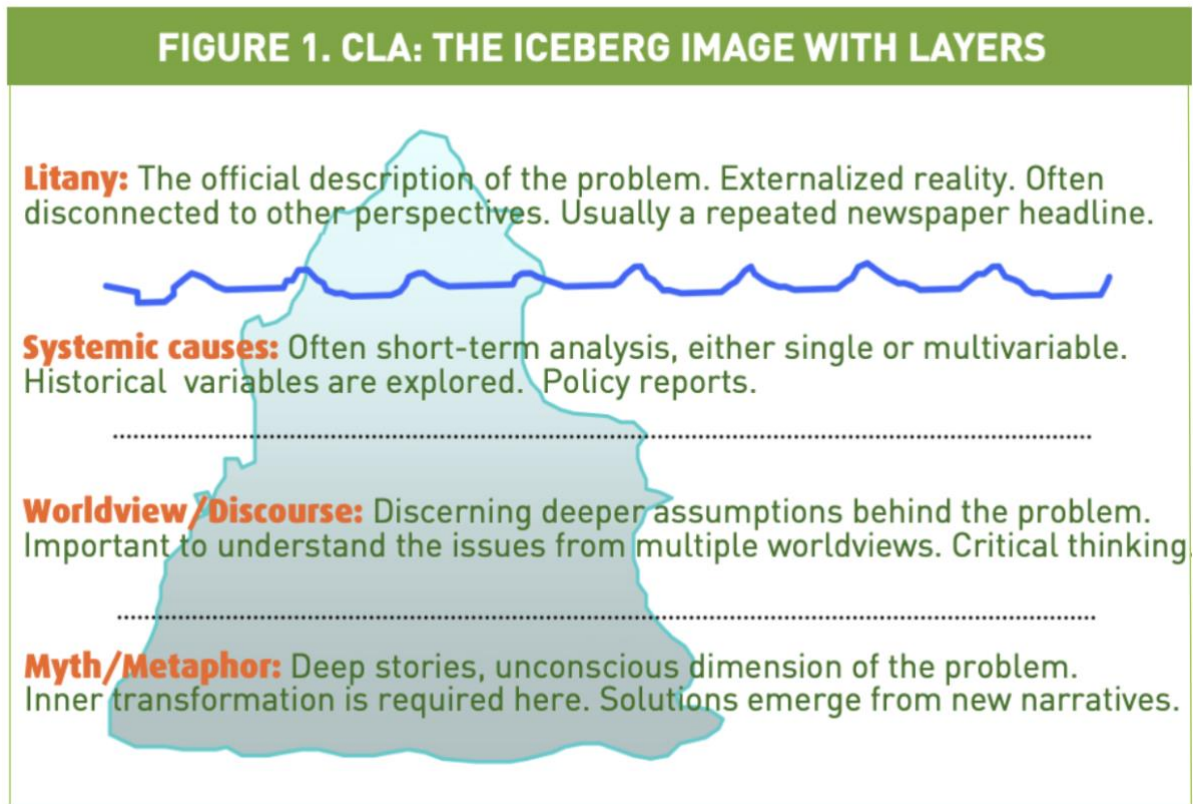 FIGURE 1. CLA: THE ICEBERG IMAGE WITH LAYERS
Litany: The official description of the problem. Externalized reality. Often
disconnected to other perspectives. Usually a repeated newspaper headline.
Systemic causes: Often short-term analysis, either single or multivariable.
Historical variables are explored. Policy reports.
Worldview/Discourse: Discerning deeper assumptions behind the problem.
Important to understand the issues from multiple worldviews. Critical thinking.
Myth/Metaphor: Deep stories, unconscious dimension of the problem.
Inner transformation is required here. Solutions emerge from new narratives.